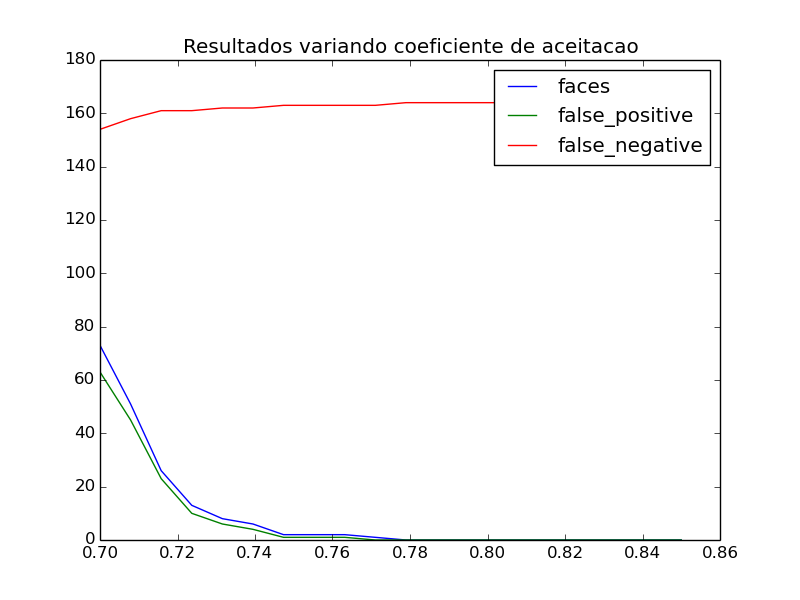 Resultados variando coeficiente de aceitacao
faces
false_positive
false_negative
180
160
140
120
100
80
60
40
20
0
0.70 0.72 0.74 0.76 0.78 0.80 0.82 0.84 0.86